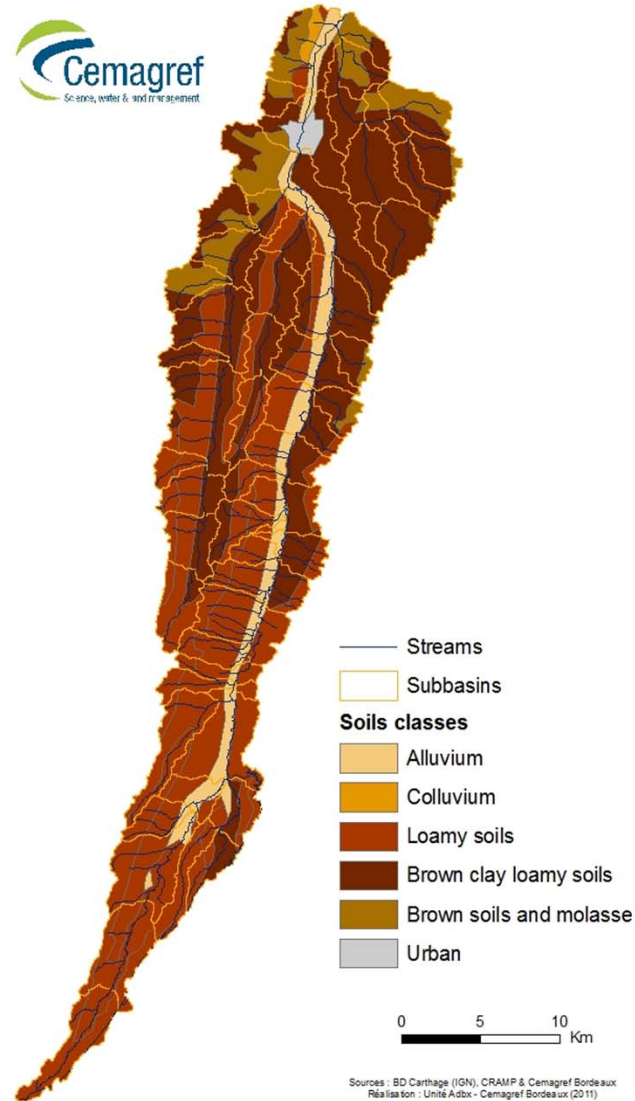 Cemagref
Science, water & land management
Streams
Subbasins
Soils classes
Alluvium
Colluvium
Loamy soils
Brown clay loamy soils
Brown soils and molasse
Urban
0 5 10
Km
Sources : BD Carthage (IGN), CRAMP & Cemagref Bordeaux
Réalisation : Unité Adbx - Cemagref Bordeaux (2011)